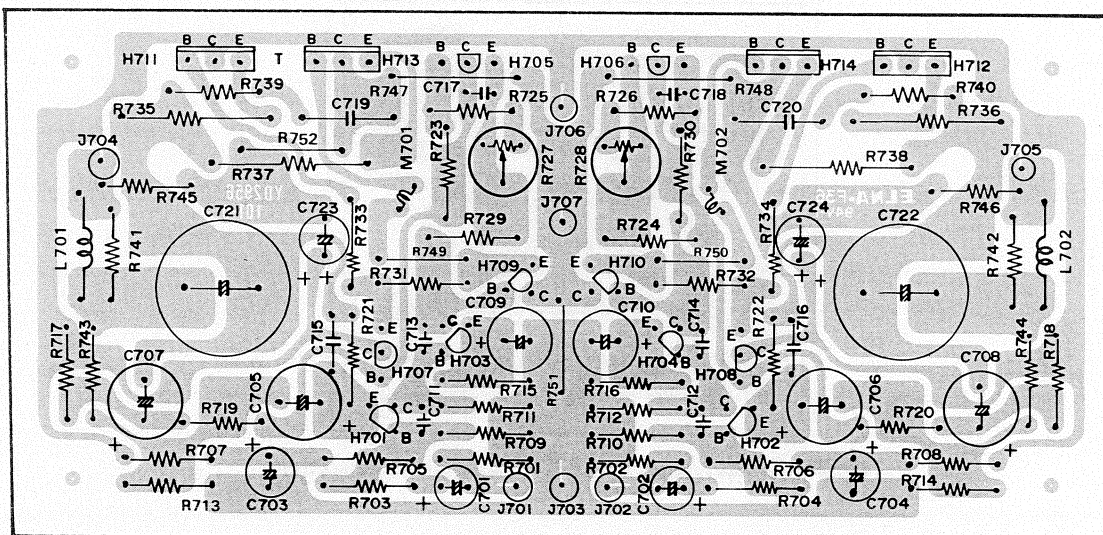 B C E T B C E B C E B C E B C E B C E
H711 H713 H705 H706 H714 H712
R739 R747 C717 R725 R726 C718 R748 R740
R735 C719 C720 R736
J706
J704 R752 M701 R723 R727 R728 R730 M702 R738 J705
R737
R745 R746
C721 C723 R733 R729 J707 R724 R734 C724 C722
L701 R741 R742 L702
R749 R750
R731 H709 E E H710 R732
B C C B
C709 C710
R717 R743 C715 R721 E C713 C E E C C714 E R722 C716 R744 R718
C707 C705 C H707 B H703 R751 H704 B H708 C C706 C708
R715 R716
B B
R719 E C C711 R711 R712 C712 C E R720
H701 B R709 R710 B H702
R707 R705 R701 R702 R706 R708
R713 C703 R703 C701 J701 J703 J702 C702 R704 C704 R714